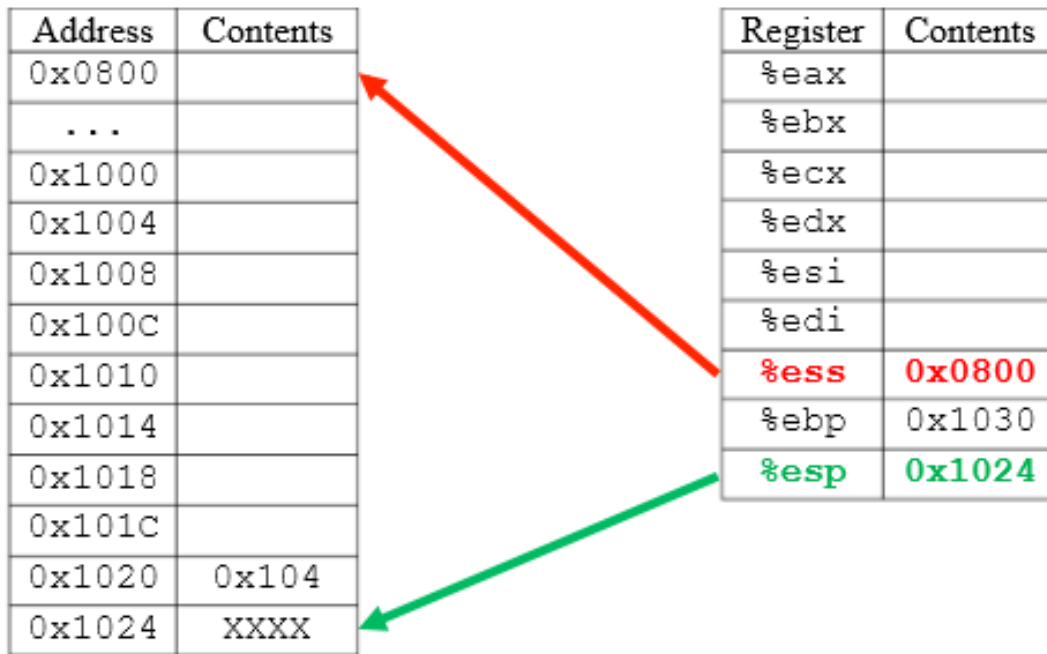 Address Contents
0x0800
...
0x1000
0x1004
0x1008
0x100C
0x1010
0x1014
0x1018
0x101C
0x1020 0x104
0x1024 XXXX
Register Contents
%eax
%ebx
%ecx
%edx
%esi
%edi
%ess 0x0800
%ebp 0x1030
%esp 0x1024